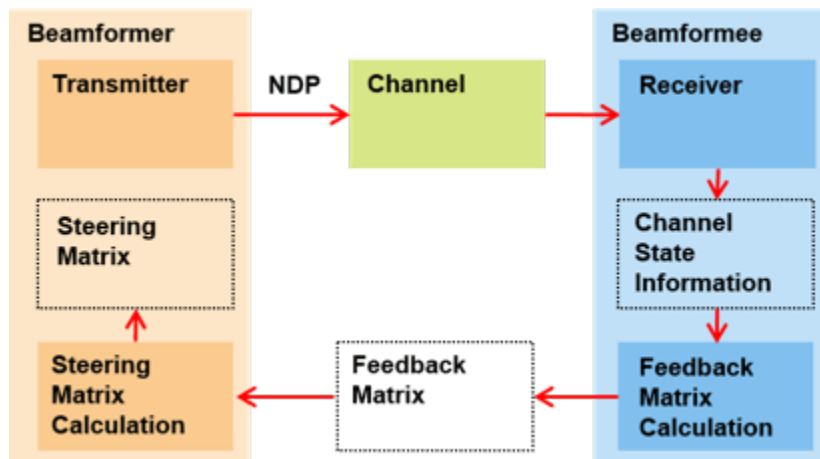 Beamformer
Beamformee
Transmitter
NDP
Channel
Receiver
Steering
Matrix
Channel
State
Information
Steering
Matrix
Calculation
Feedback
Matrix
Feedback
Matrix
Calculation